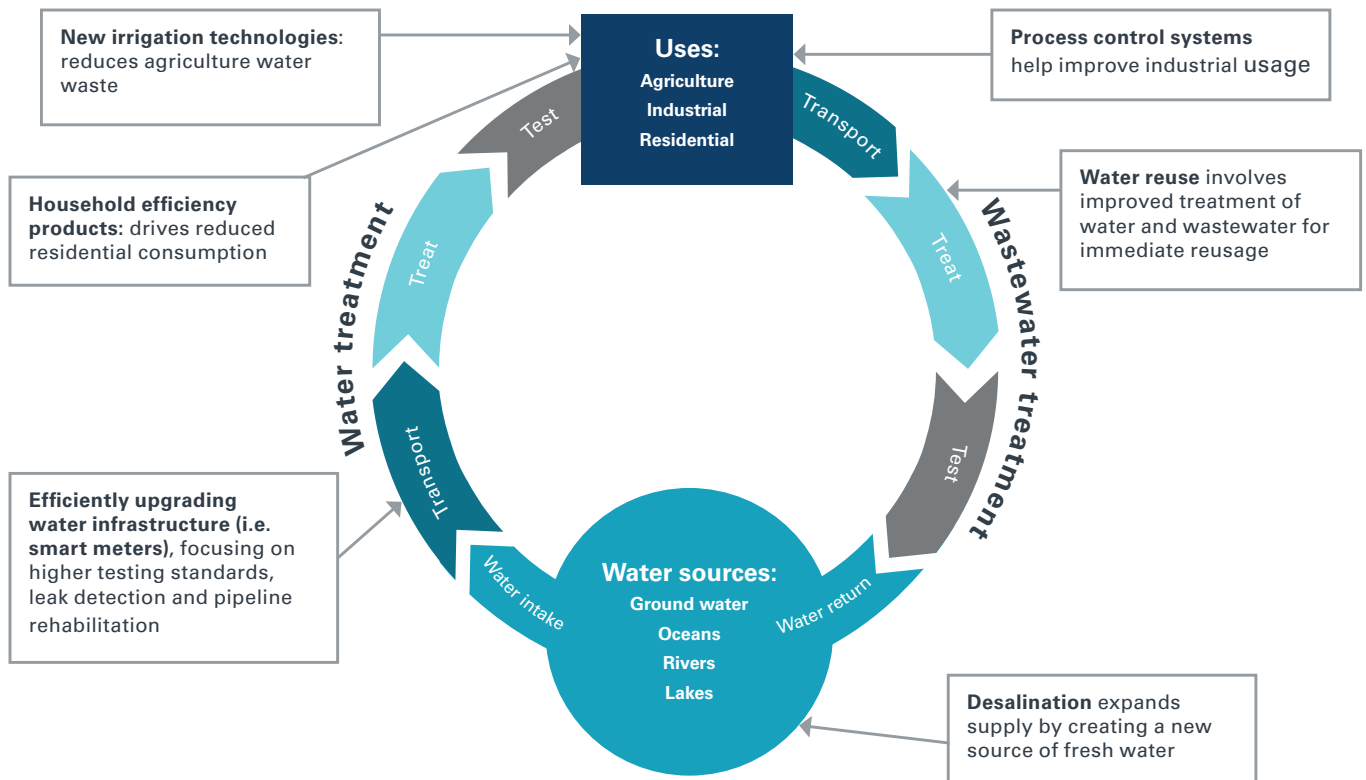 New irrigation technologies:
reduces agriculture water
waste
Uses:
Agriculture
Industrial
Residential
Process control systems
help improve industrial usage
Test
Transport
Household efficiency
products: drives reduced
residential consumption
Water reuse involves
improved treatment of
water and wastewater for
immediate reusage
Water treatment
Treat
Treat
Wastewater treatment
Transport
Test
Efficiently upgrading
water infrastructure (i.e.
smart meters), focusing on
higher testing standards,
leak detection and pipeline
rehabilitation
Water intake
Water sources:
Ground water
Oceans
Rivers
Lakes
Water return
Desalination expands
supply by creating a new
source of fresh water